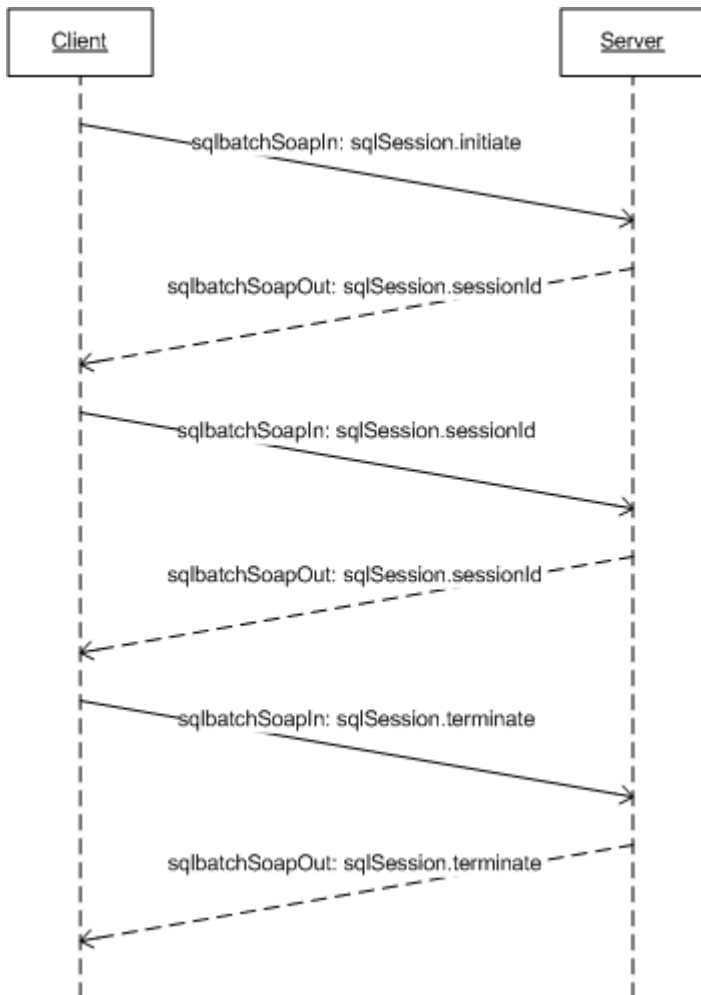 Client
Server
sqlbatchSoapIn: sqlSession.initiate
sqlbatchSoapOut: sqlSession.sessionId
sqlbatchSoapIn: sqlSession.sessionId
sqlbatchSoapOut: sqlSession.sessionId
sqlbatchSoapIn: sqlSession.terminate
sqlbatchSoapOut: sqlSession.terminate